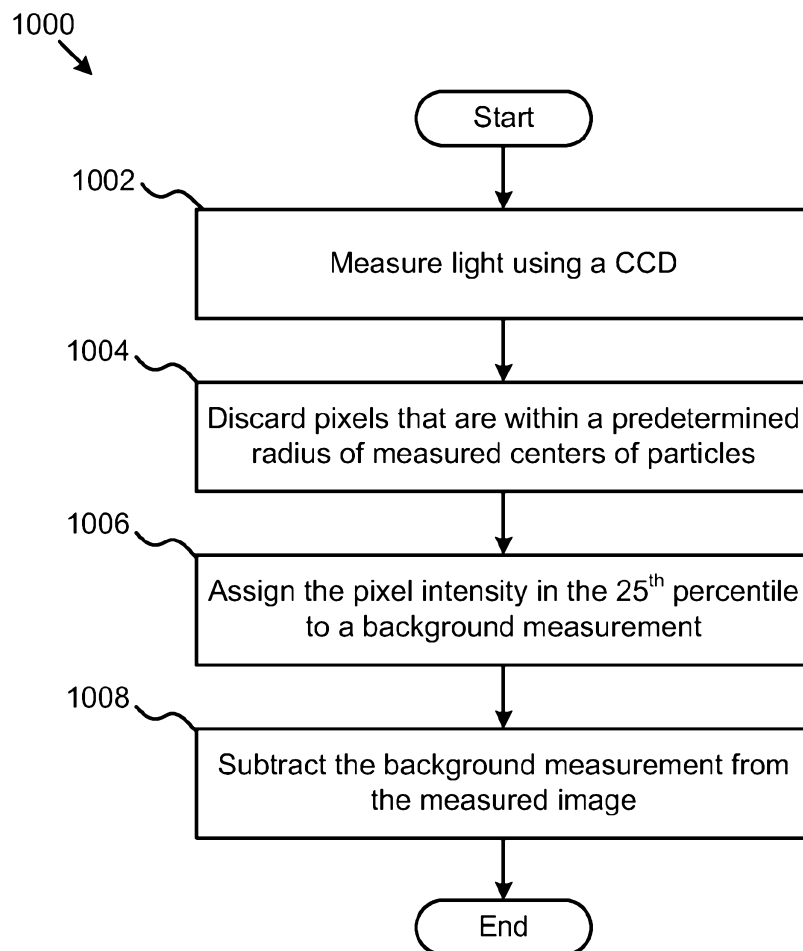 1000
Start
1002
Measure light using a CCD
1004
Discard pixels that are within a predetermined
radius of measured centers of particles
1006
Assign the pixel intensity in the 25th percentile
to a background measurement
1008
Subtract the background measurement from
the measured image
End